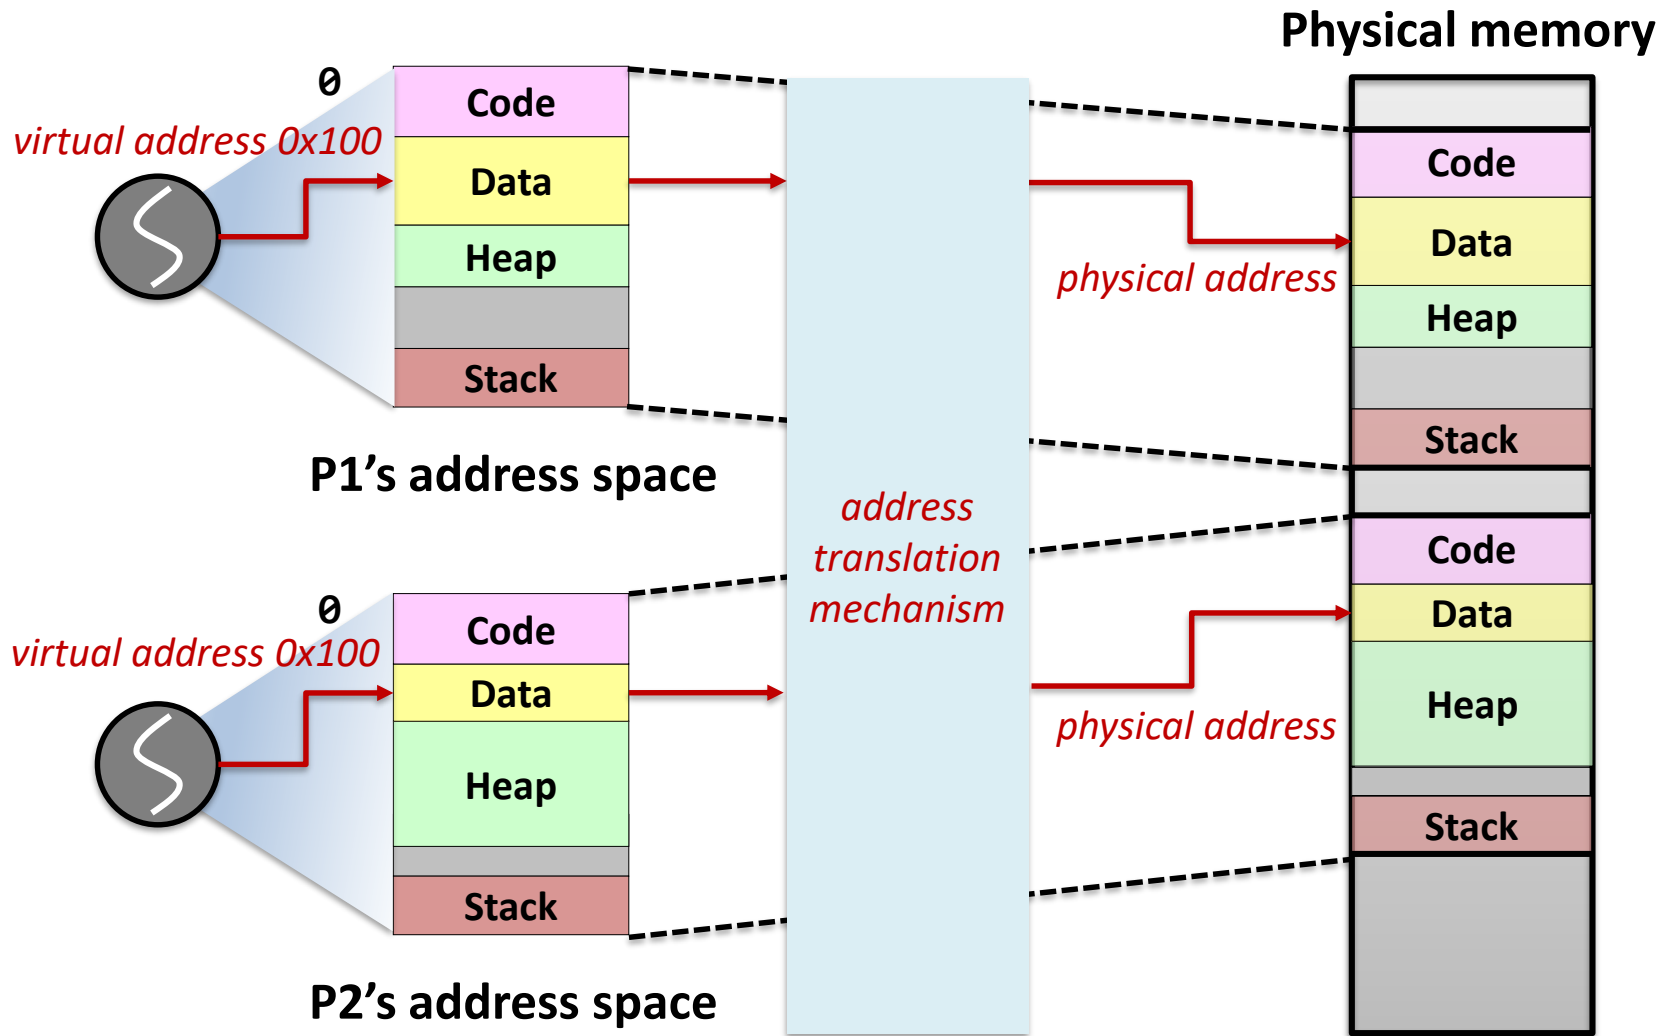 Physical memory
0
virtual address 0x100
Code
Data
Heap
Stack
P1's address space
0
virtual address 0x100
Code
Data
Heap
Stack
P2's address space
address
translation
mechanism
physical address
physical address
Code
Data
Heap
Stack
Code
Data
Heap
Stack